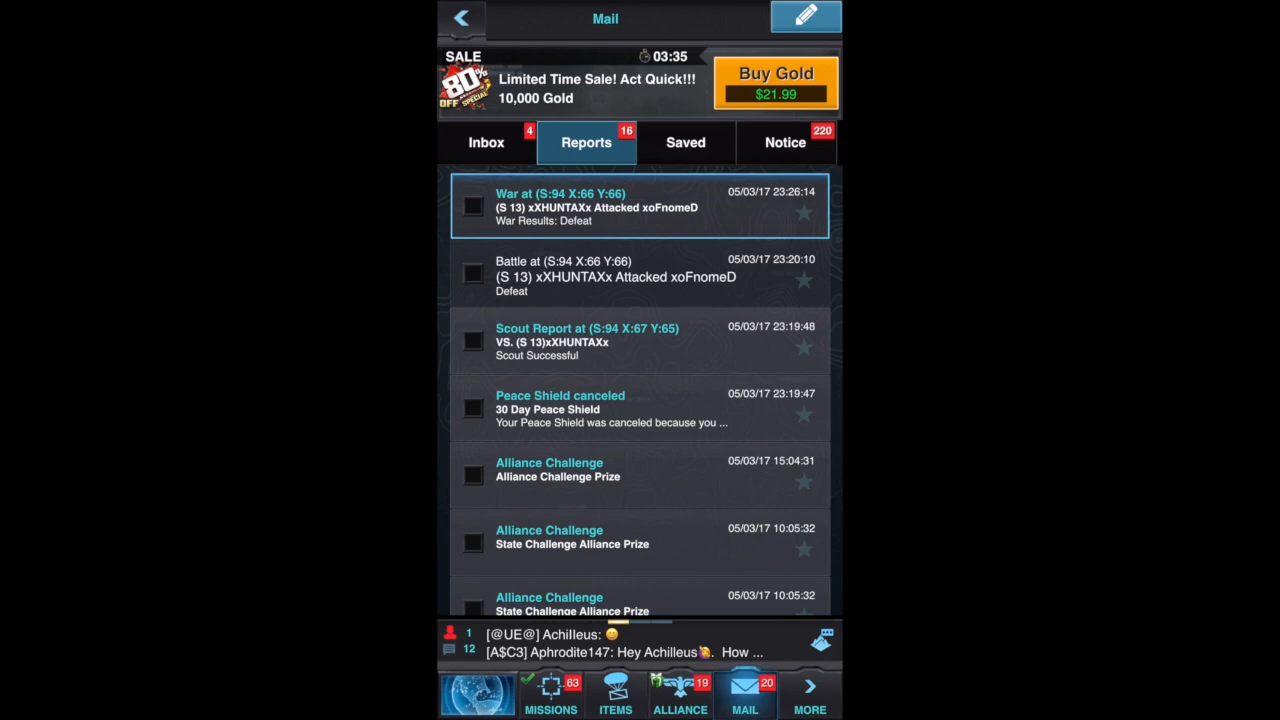 Mail
SALE
80%
OFF SPECIAL
03:35
Limited Time Sale! Act Quick!!!
10,000 Gold
Buy Gold
$21.99
Inbox 4
Reports 16
Saved
Notice 220
War at (S:94 X:66 Y:66) 05/03/17 23:26:14
(S 13) xXHUNTAXx Attacked xoFnomeD
War Results: Defeat
Battle at (S:94 X:66 Y:66) 05/03/17 23:20:10
(S 13) xXHUNTAXx Attacked xoFnomeD
Defeat
Scout Report at (S:94 X:67 Y:65) 05/03/17 23:19:48
VS. (S 13)xXHUNTAXx
Scout Successful
Peace Shield canceled 05/03/17 23:19:47
30 Day Peace Shield
Your Peace Shield was canceled because you ...
Alliance Challenge 05/03/17 15:04:31
Alliance Challenge Prize
Alliance Challenge 05/03/17 10:05:32
State Challenge Alliance Prize
Alliance Challenge 05/03/17 10:05:32
State Challenge Alliance Prize
1 [@UE@] Achilleus: 😀
12 [A$C3] Aphrodite147: Hey Achilleus🙋. How ...
63 19 20
MISSIONS ITEMS ALLIANCE MAIL MORE